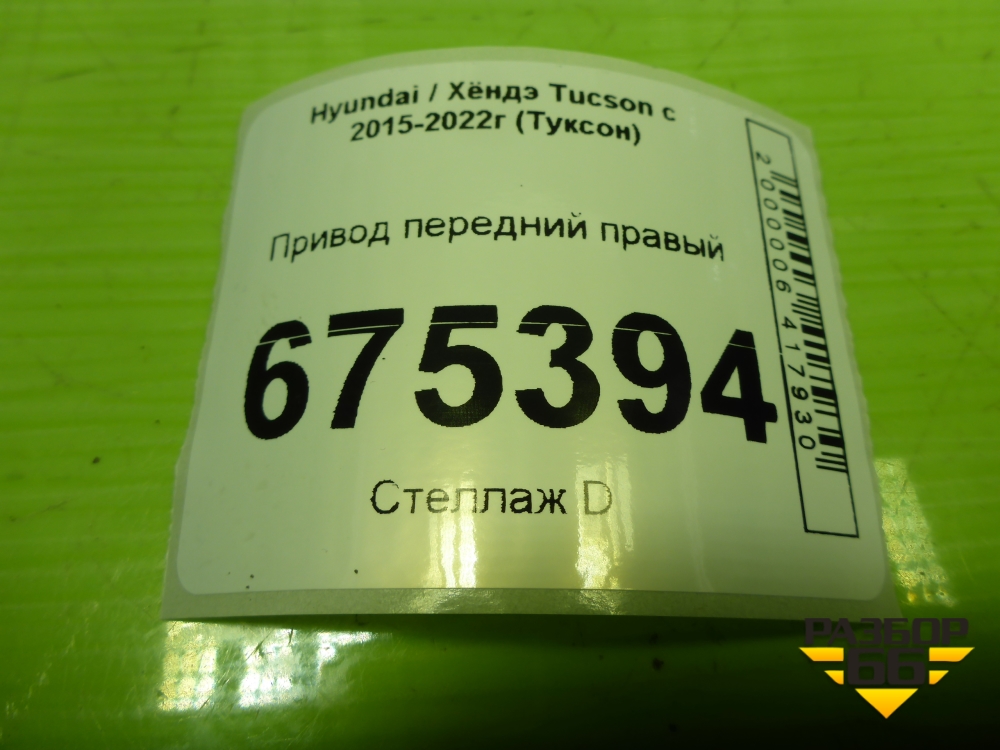 Hyundai / Хёндэ Tucson с
2015-2022г (Туксон)
Привод передний правый
675394
Стеллаж D
2000006417930
РАЗБОР
66